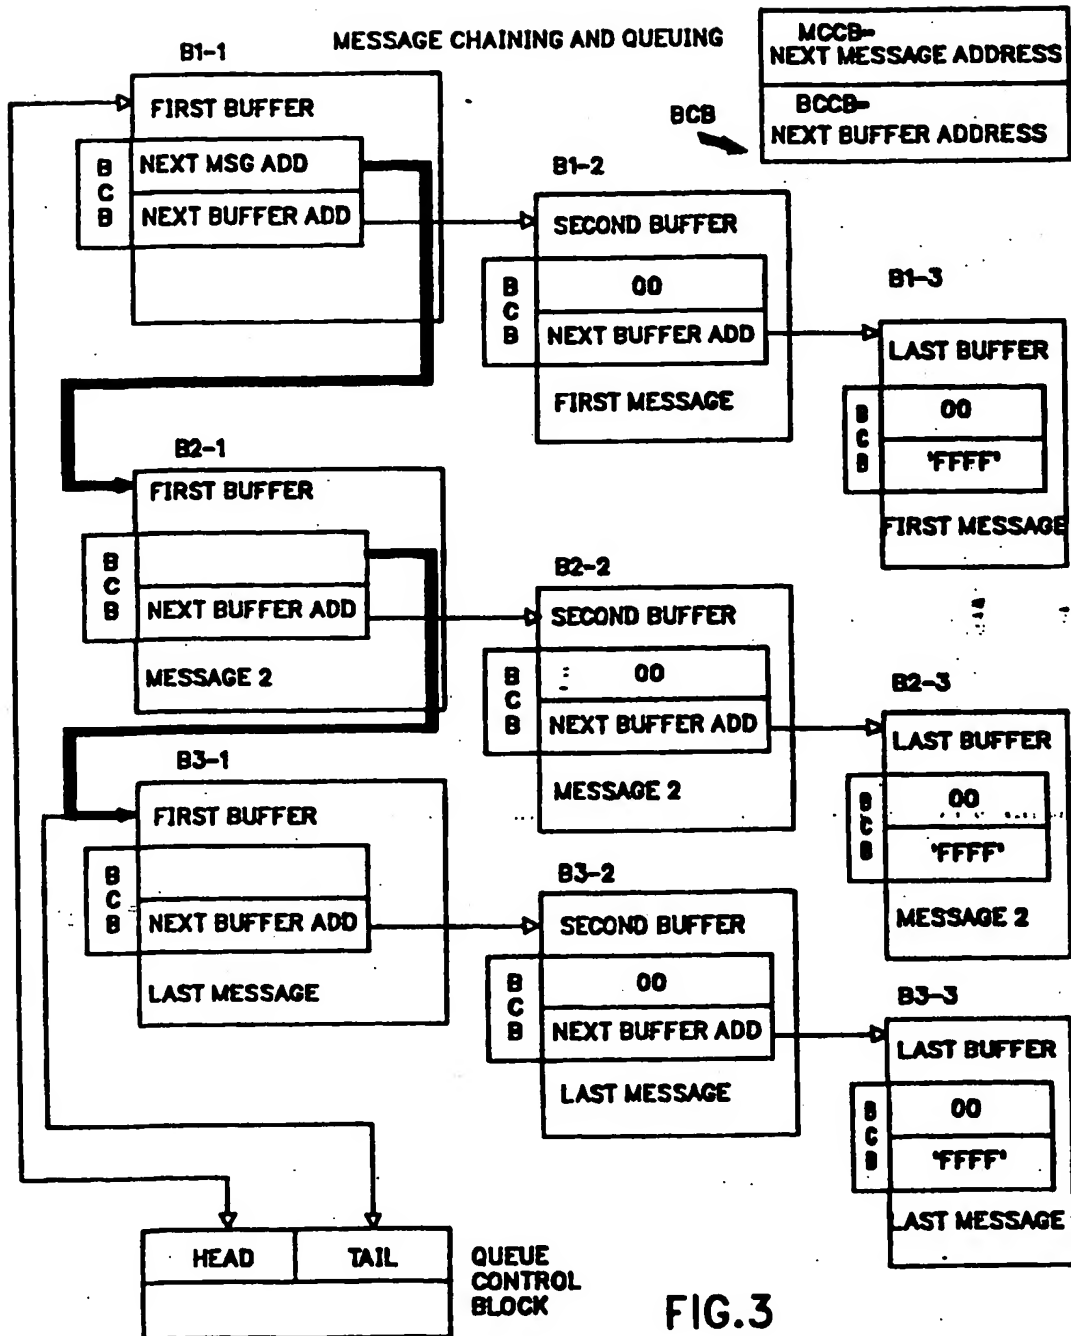 MESSAGE CHAINING AND QUEUING
MCCB=
NEXT MESSAGE ADDRESS
BCCB=
NEXT BUFFER ADDRESS
BCB
B1-1
FIRST BUFFER
BCB
NEXT MSG ADD
NEXT BUFFER ADD
B1-2
SECOND BUFFER
BCB
00
NEXT BUFFER ADD
FIRST MESSAGE
B1-3
LAST BUFFER
BCB
00
'FFFF'
FIRST MESSAGE
B2-1
FIRST BUFFER
BCB
NEXT BUFFER ADD
MESSAGE 2
B2-2
SECOND BUFFER
BCB
00
NEXT BUFFER ADD
MESSAGE 2
B2-3
LAST BUFFER
BCB
00
'FFFF'
MESSAGE 2
B3-1
FIRST BUFFER
BCB
NEXT BUFFER ADD
LAST MESSAGE
B3-2
SECOND BUFFER
BCB
00
NEXT BUFFER ADD
LAST MESSAGE
B3-3
LAST BUFFER
BCB
00
'FFFF'
LAST MESSAGE
HEAD
TAIL
QUEUE
CONTROL
BLOCK
FIG.3